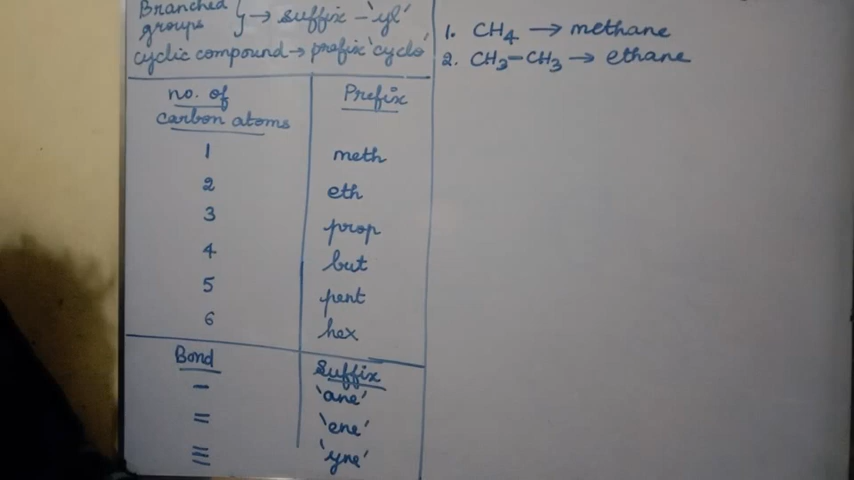 Branched
groups } → suffix - 'yl'
cyclic compound → prefix 'cyclo'
no. of carbon atoms Prefix
1 meth
2 eth
3 prop
4 but
5 pent
6 hex
Bond Suffix
- 'ane'
= 'ene'
≡ 'yne'
1. CH4 → methane
2. CH3-CH3 → ethane